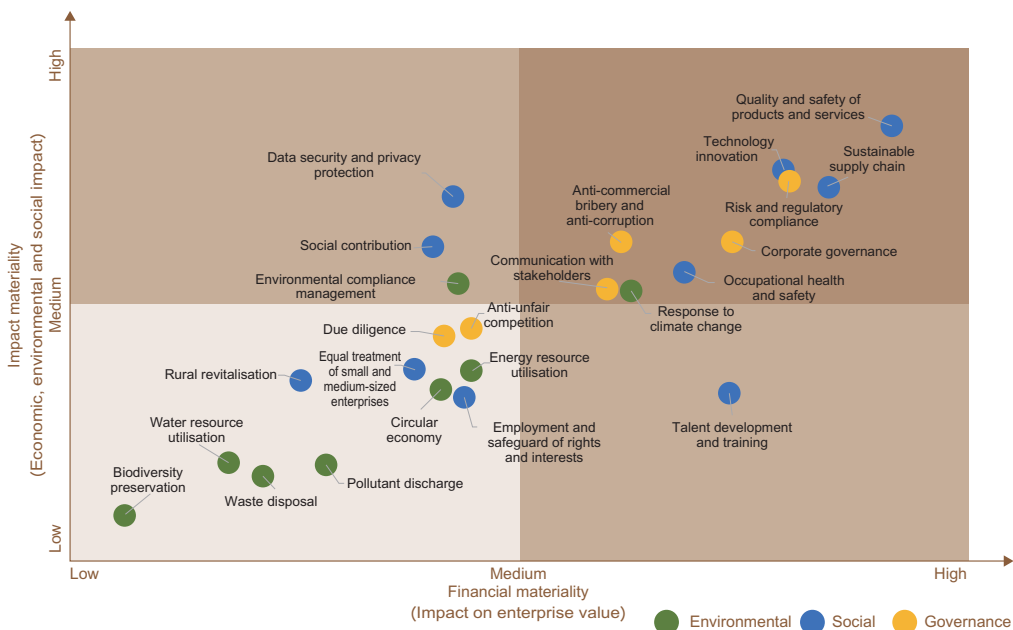 High
Quality and safety of
products and services
Technology
innovation
Sustainable
supply chain
Data security and privacy
protection
Anti-commercial
bribery and
anti-corruption
Risk and regulatory
compliance
Social contribution
Corporate governance
Communication with
stakeholders
Environmental compliance
management
Occupational health
and safety
Impact materiality
(Economic, environmental and social impact)
Medium
Anti-unfair
competition
Response to
climate change
Due diligence
Equal treatment
of small and
medium-sized
enterprises
Energy resource
utilisation
Rural revitalisation
Circular
economy
Employment and
safeguard of rights
and interests
Talent development
and training
Water resource
utilisation
Biodiversity
preservation
Pollutant discharge
Waste disposal
Low
Low
Medium
High
Financial materiality
(Impact on enterprise value)
Environmental
Social
Governance